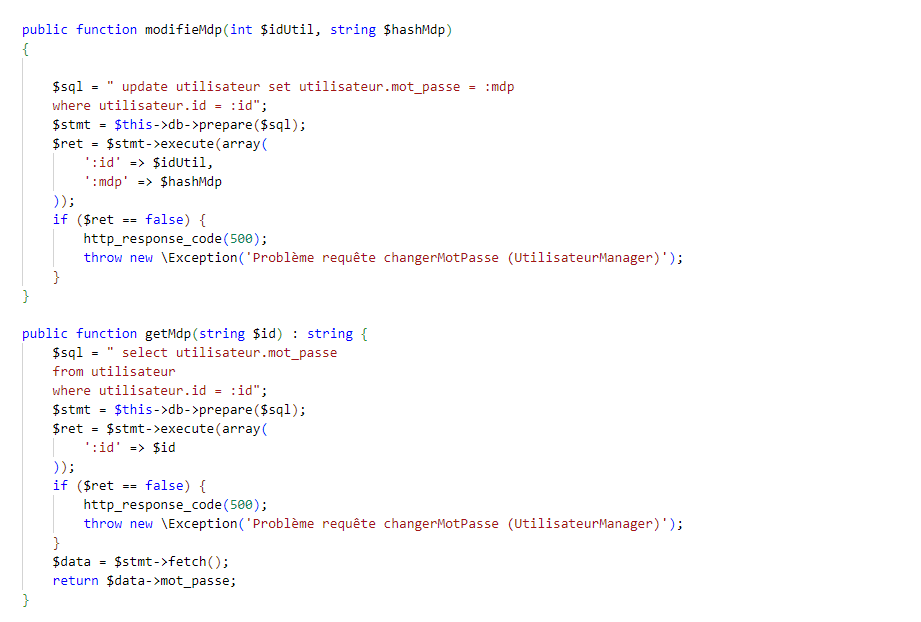 public function modifieMdp(int $idUtil, string $hashMdp)
{
$sql = " update utilisateur set utilisateur.mot_passe = :mdp
where utilisateur.id = :id";
$stmt = $this->db->prepare($sql);
$ret = $stmt->execute(array(
':id' => $idUtil,
':mdp' => $hashMdp
));
if ($ret == false) {
http_response_code(500);
throw new \Exception('Problème requête changerMotPasse (UtilisateurManager)');
}
}
public function getMdp(string $id) : string {
$sql = " select utilisateur.mot_passe
from utilisateur
where utilisateur.id = :id";
$stmt = $this->db->prepare($sql);
$ret = $stmt->execute(array(
':id' => $id
));
if ($ret == false) {
http_response_code(500);
throw new \Exception('Problème requête changerMotPasse (UtilisateurManager)');
}
$data = $stmt->fetch();
return $data->mot_passe;
}